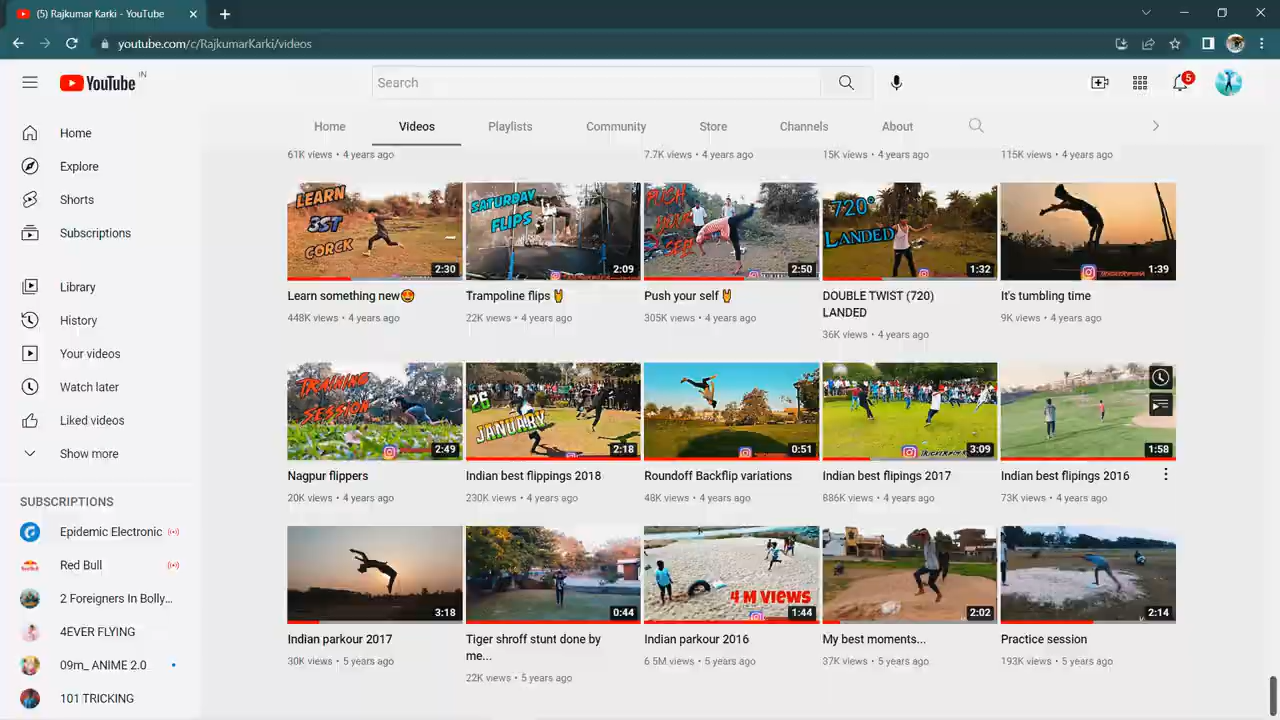 (5) Rajkumar Karki - YouTube
youtube.com/c/RajkumarKarki/videos
YouTube IN
Search
5
Home Videos Playlists Community Store Channels About
Home
Explore
Shorts
Subscriptions
Library
History
Your videos
Watch later
Liked videos
Show more
SUBSCRIPTIONS
Epidemic Electronic
Red Bull
2 Foreigners In Bolly...
4EVER FLYING
09m_ ANIME 2.0
101 TRICKING
61K views • 4 years ago
7.7K views • 4 years ago
15K views • 4 years ago
115K views • 4 years ago
LEARN
3ST
CORCK
2:30
Learn something new😍
448K views • 4 years ago
SATURDAY
FLIPS
2:09
Trampoline flips 🤘
22K views • 4 years ago
PUSH
YOUR
SELF
2:50
Push your self 🤘
305K views • 4 years ago
720°
LANDED
1:32
DOUBLE TWIST (720)
LANDED
36K views • 4 years ago
1:39
It's tumbling time
9K views • 4 years ago
TRAINING
SESSION
2:49
Nagpur flippers
20K views • 4 years ago
26
JANUARY
2:18
Indian best flippings 2018
230K views • 4 years ago
0:51
Roundoff Backflip variations
48K views • 4 years ago
3:09
Indian best flipings 2017
886K views • 4 years ago
1:58
Indian best flipings 2016
73K views • 4 years ago
3:18
Indian parkour 2017
30K views • 5 years ago
0:44
Tiger shroff stunt done by
me...
22K views • 5 years ago
4 M VIEWS
1:44
Indian parkour 2016
6.5M views • 5 years ago
2:02
My best moments...
37K views • 5 years ago
2:14
Practice session
193K views • 5 years ago